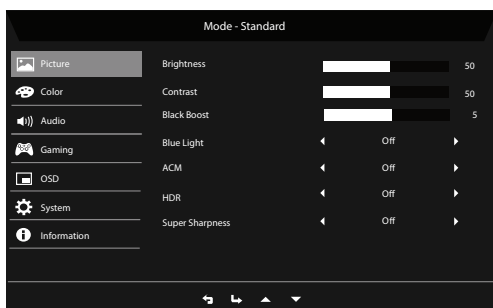 Mode - Standard
Picture
Color
Audio
Gaming
OSD
System
Information
Brightness 50
Contrast 50
Black Boost 5
Blue Light Off
ACM Off
HDR Off
Super Sharpness Off